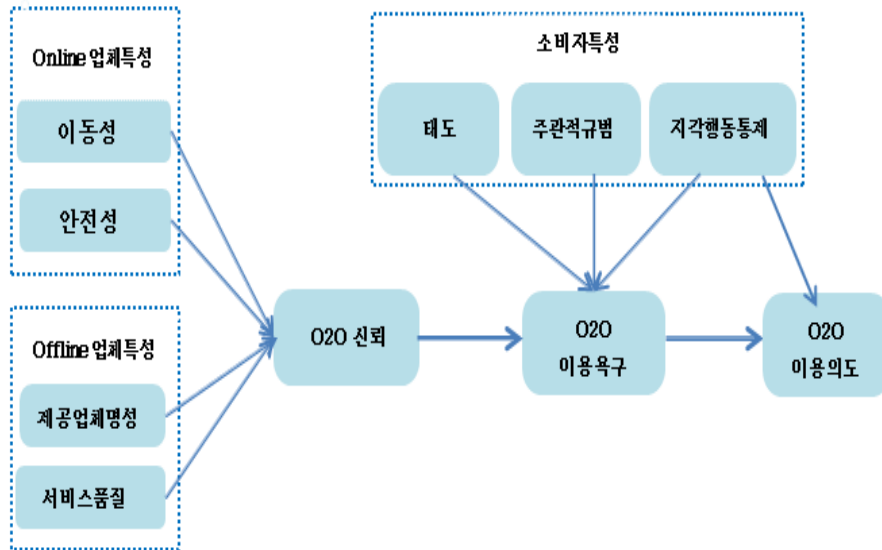 Online 업체특성
이동성
안전성
Offline 업체특성
제공업체명성
서비스품질
O2O 신뢰
소비자특성
태도
주관적규범
지각행동통제
O2O
이용욕구
O2O
이용의도